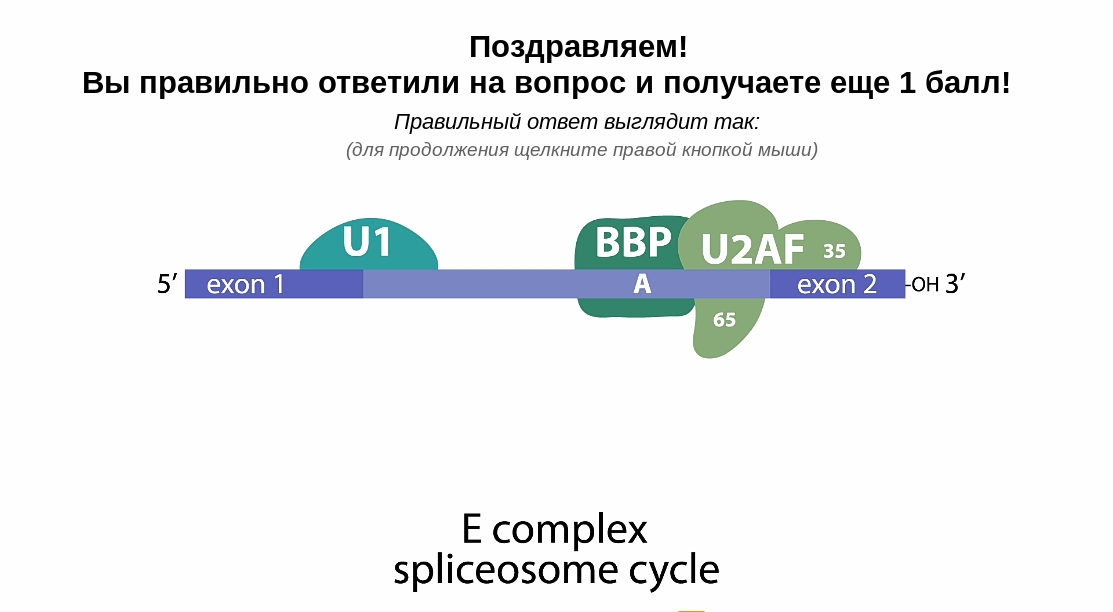 Поздравляем!
Вы правильно ответили на вопрос и получаете еще 1 балл!
Правильный ответ выглядит так:
(для продолжения щелкните правой кнопкой мыши)
U1
BBP
U2AF 35
5′ exon 1 A exon 2 -OH 3′
65
E complex
spliceosome cycle